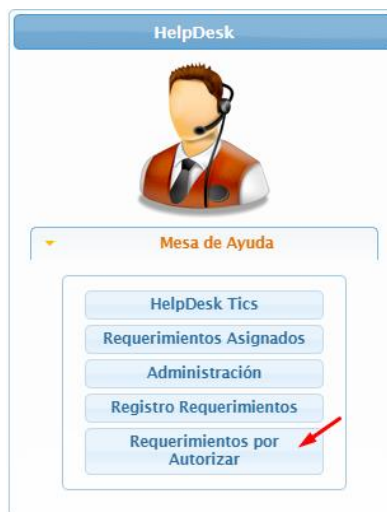 HelpDesk
Mesa de Ayuda
HelpDesk Tics
Requerimientos Asignados
Administración
Registro Requerimientos
Requerimientos por
Autorizar